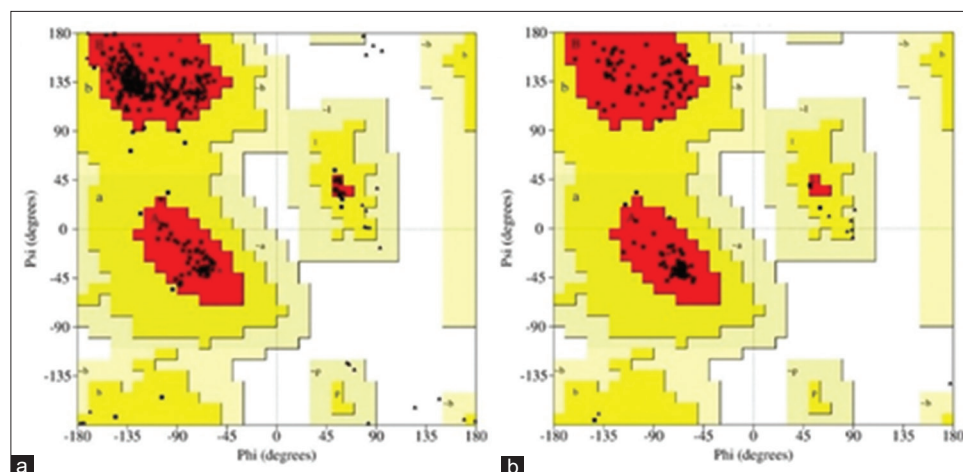 180
135
90
45
0
-45
-90
-135
-180 -135 -90 -45 0 45 90 135 180
Psi (degrees)
Phi (degrees)
b
~b
~b
b
~l
l
a
~a
~b
b
~p
p
~b
a
180
135
90
45
0
-45
-90
-135
-180 -135 -90 -45 0 45 90 135 180
Psi (degrees)
Phi (degrees)
B
b
~b
~b
b
~l
l
a
~a
~b
b
~p
p
~b
b